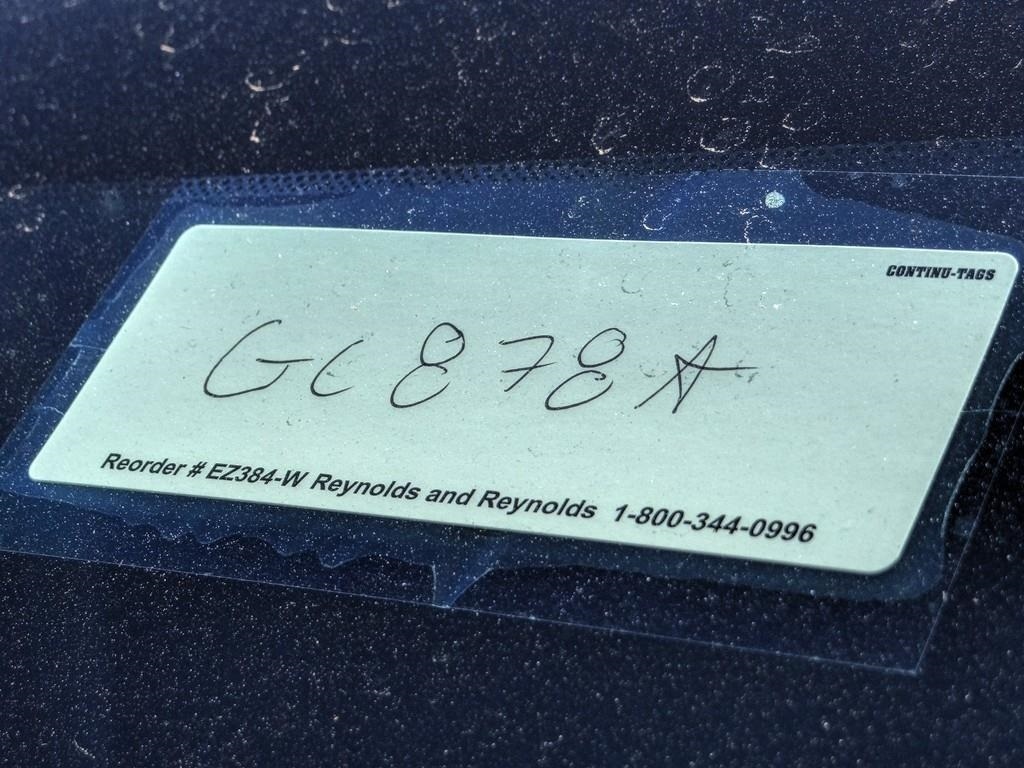 CONTINU-TAGS
GC878A
Reorder # EZ384-W Reynolds and Reynolds 1-800-344-0996